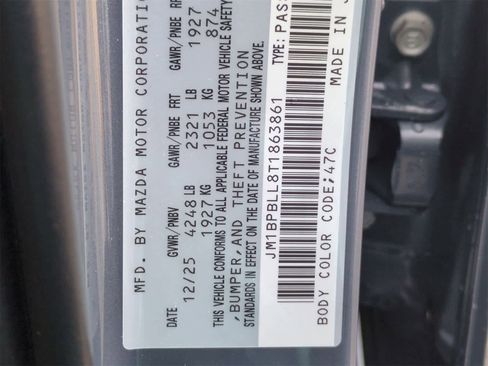 MFD. BY MAZDA MOTOR CORPORATION
DATE GVWR/PNBV GAWR/PNBE FRT GAWR/PNBE RR
12/25 4248 LB 2321 LB 1927
1927 KG 1053 KG 874
THIS VEHICLE CONFORMS TO ALL APPLICABLE FEDERAL MOTOR VEHICLE SAFETY
,BUMPER,AND THEFT PREVENTION
STANDARDS IN EFFECT ON THE DATE OF MANUFACTURE SHOWN ABOVE.
JM1BPBLL8T1863861 TYPE: PAS
BODY COLOR CODE:47C MADE IN